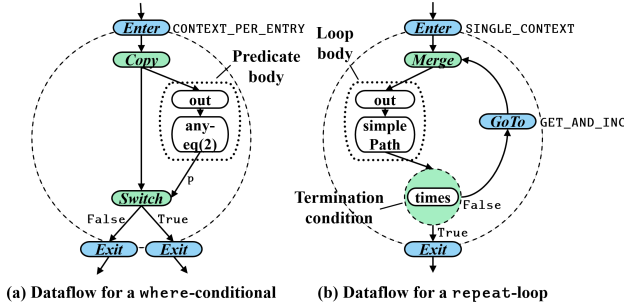 Enter CONTEXT_PER_ENTRY
Copy
Predicate
body
out
any-
eq(2)
p
Switch
False True
Exit Exit
(a) Dataflow for a where-conditional
Enter SINGLE_CONTEXT
Loop
body
Merge
out
simple
Path
GoTo GET_AND_INC
Termination
condition
times
False
True
Exit
(b) Dataflow for a repeat-loop